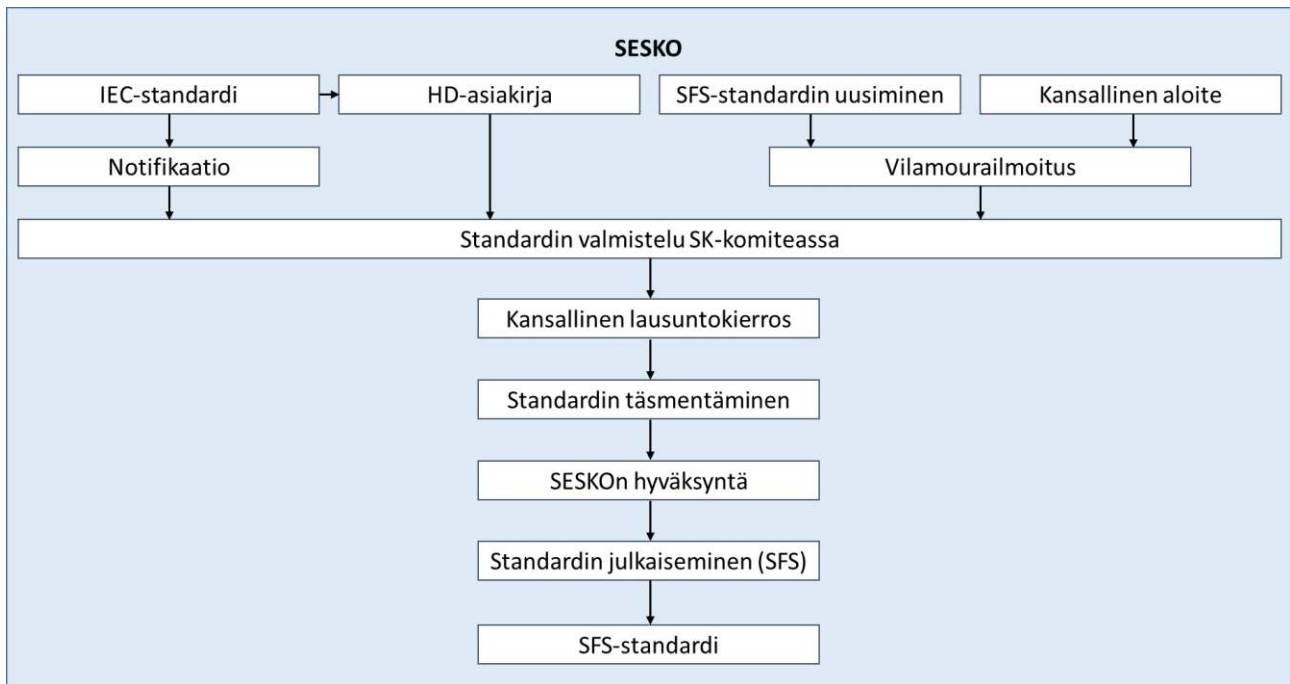 SESKO
IEC-standardi
HD-asiakirja
SFS-standardin uusiminen
Kansallinen aloite
Notifikaatio
Vilamourailmoitus
Standardin valmistelu SK-komiteassa
Kansallinen lausuntokierros
Standardin täsmentäminen
SESKOn hyväksyntä
Standardin julkaiseminen (SFS)
SFS-standardi